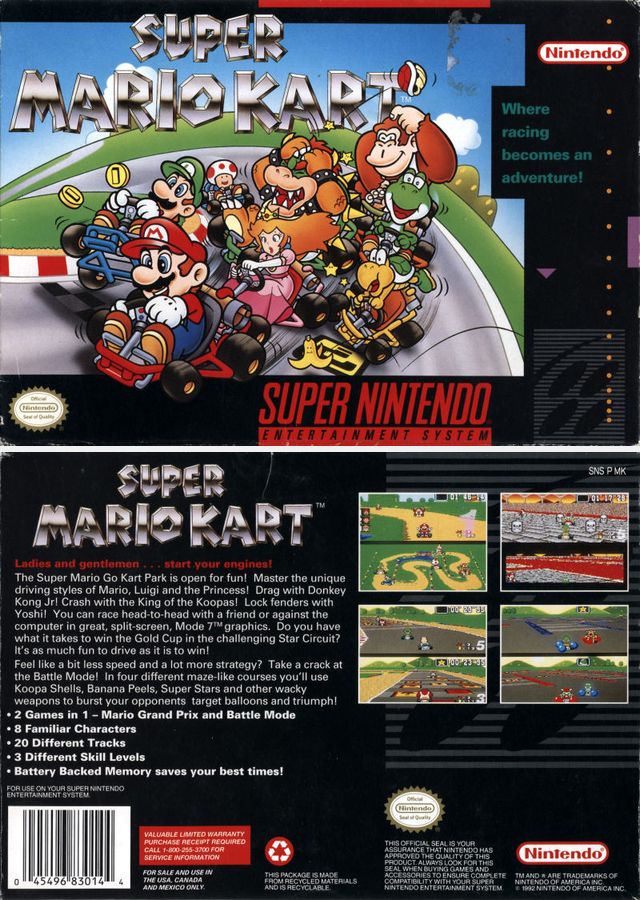 SUPER
MARIO KART™
Nintendo®
Where
racing
becomes an
adventure!
Official
Nintendo
Seal of Quality
SUPER NINTENDO
ENTERTAINMENT SYSTEM
SNS P MK
SUPER
MARIO KART™
Ladies and gentlemen . . . start your engines!
The Super Mario Go Kart Park is open for fun! Master the unique
driving styles of Mario, Luigi and the Princess! Drag with Donkey
Kong Jr! Crash with the King of the Koopas! Lock fenders with
Yoshi! You can race head-to-head with a friend or against the
computer in great, split-screen, Mode 7™ graphics. Do you have
what it takes to win the Gold Cup in the challenging Star Circuit?
It's as much fun to drive as it is to win!
Feel like a bit less speed and a lot more strategy? Take a crack at
the Battle Mode! In four different maze-like courses you'll use
Koopa Shells, Banana Peels, Super Stars and other wacky
weapons to burst your opponents target balloons and triumph!
• 2 Games in 1 – Mario Grand Prix and Battle Mode
• 8 Familiar Characters
• 20 Different Tracks
• 3 Different Skill Levels
• Battery Backed Memory saves your best times!
FOR USE ON YOUR SUPER NINTENDO
ENTERTAINMENT SYSTEM.
0 45496 83014 4
VALUABLE LIMITED WARRANTY
PURCHASE RECEIPT REQUIRED
CALL 1-800-255-3700 FOR
SERVICE INFORMATION
FOR SALE AND USE IN
THE USA, CANADA
AND MEXICO ONLY.
THIS PACKAGE IS MADE
FROM RECYCLED MATERIALS
AND IS RECYCLABLE.
Official
Nintendo
Seal of Quality
THIS OFFICIAL SEAL IS YOUR
ASSURANCE THAT NINTENDO HAS
APPROVED THE QUALITY OF THIS
PRODUCT. ALWAYS LOOK FOR THIS
SEAL WHEN BUYING GAMES AND
ACCESSORIES TO ENSURE COMPLETE
COMPATIBILITY WITH YOUR SUPER
NINTENDO ENTERTAINMENT SYSTEM.
Nintendo®
TM AND ® ARE TRADEMARKS OF
NINTENDO OF AMERICA INC.
© 1992 NINTENDO OF AMERICA INC.